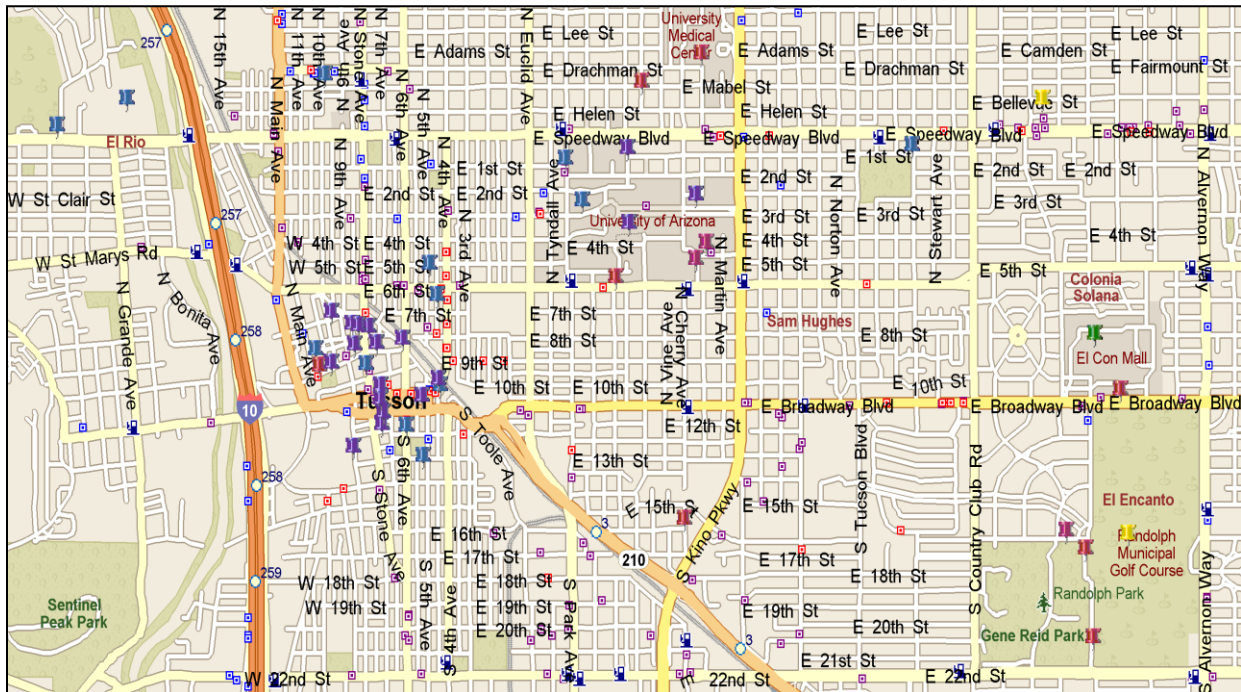 257
N 15th Ave
N 11th Ave
N 10th Ave
N 9th Ave
N Stone Ave
N 7th Ave
N 6th Ave
N 5th Ave
N 4th Ave
N Main Ave
E Adams St
N Euclid Ave
E Lee St
University
Medical
Center
E Adams St
E Lee St
E Camden St
E Lee St
E Drachman St
E Mabel St
E Drachman St
E Fairmount St
E Helen St
E Helen St
E Bellevue St
El Rio
E Speedway Blvd
E Speedway Blvd
E Speedway Blvd
E Speedway Blvd
E 1st St
E 1st St
N 9th Ave
N 3rd Ave
N Tyndall Ave
W St Clair St
E 2nd St
E 2nd St
E 2nd St
E 2nd St
E 2nd St
N Alvernon Way
257
University of Arizona
E 3rd St
E 3rd St
E 3rd St
N Norton Ave
N Stewart Ave
W St Marys Rd
W 4th St
E 4th St
E 4th St
E 4th St
E 4th St
W 5th St
E 5th St
E 5th St
E 5th St
N Martin Ave
N Bonita Ave
N Grande Ave
N Main Ave
E 6th St
Colonia
Solana
E 7th St
E 7th St
N Cherry Ave
N Vine Ave
Sam Hughes
258
E 8th St
E 8th St
El Con Mall
E 9th St
E 10th St
E 10th St
E 10th St
10
Tucson
E Broadway Blvd
E Broadway Blvd
E Broadway Blvd
S Toole Ave
E 12th St
S 6th Ave
S Stone Ave
E 13th St
S Tucson Blvd
S Country Club Rd
258
E 15th St
E 15th St
El Encanto
S Kino Pkwy
E 16th St
3
Randolph
Municipal
Golf Course
E 17th St
210
E 17th St
259
W 18th St
E 18th St
E 18th St
S 5th Ave
S 4th Ave
S Park Ave
Sentinel
Peak Park
W 19th St
E 19th St
E 19th St
Randolph Park
E 20th St
E 20th St
Gene Reid Park
3
E 21st St
S Alvernon Way
W 22nd St
E
22nd St
E 22nd St